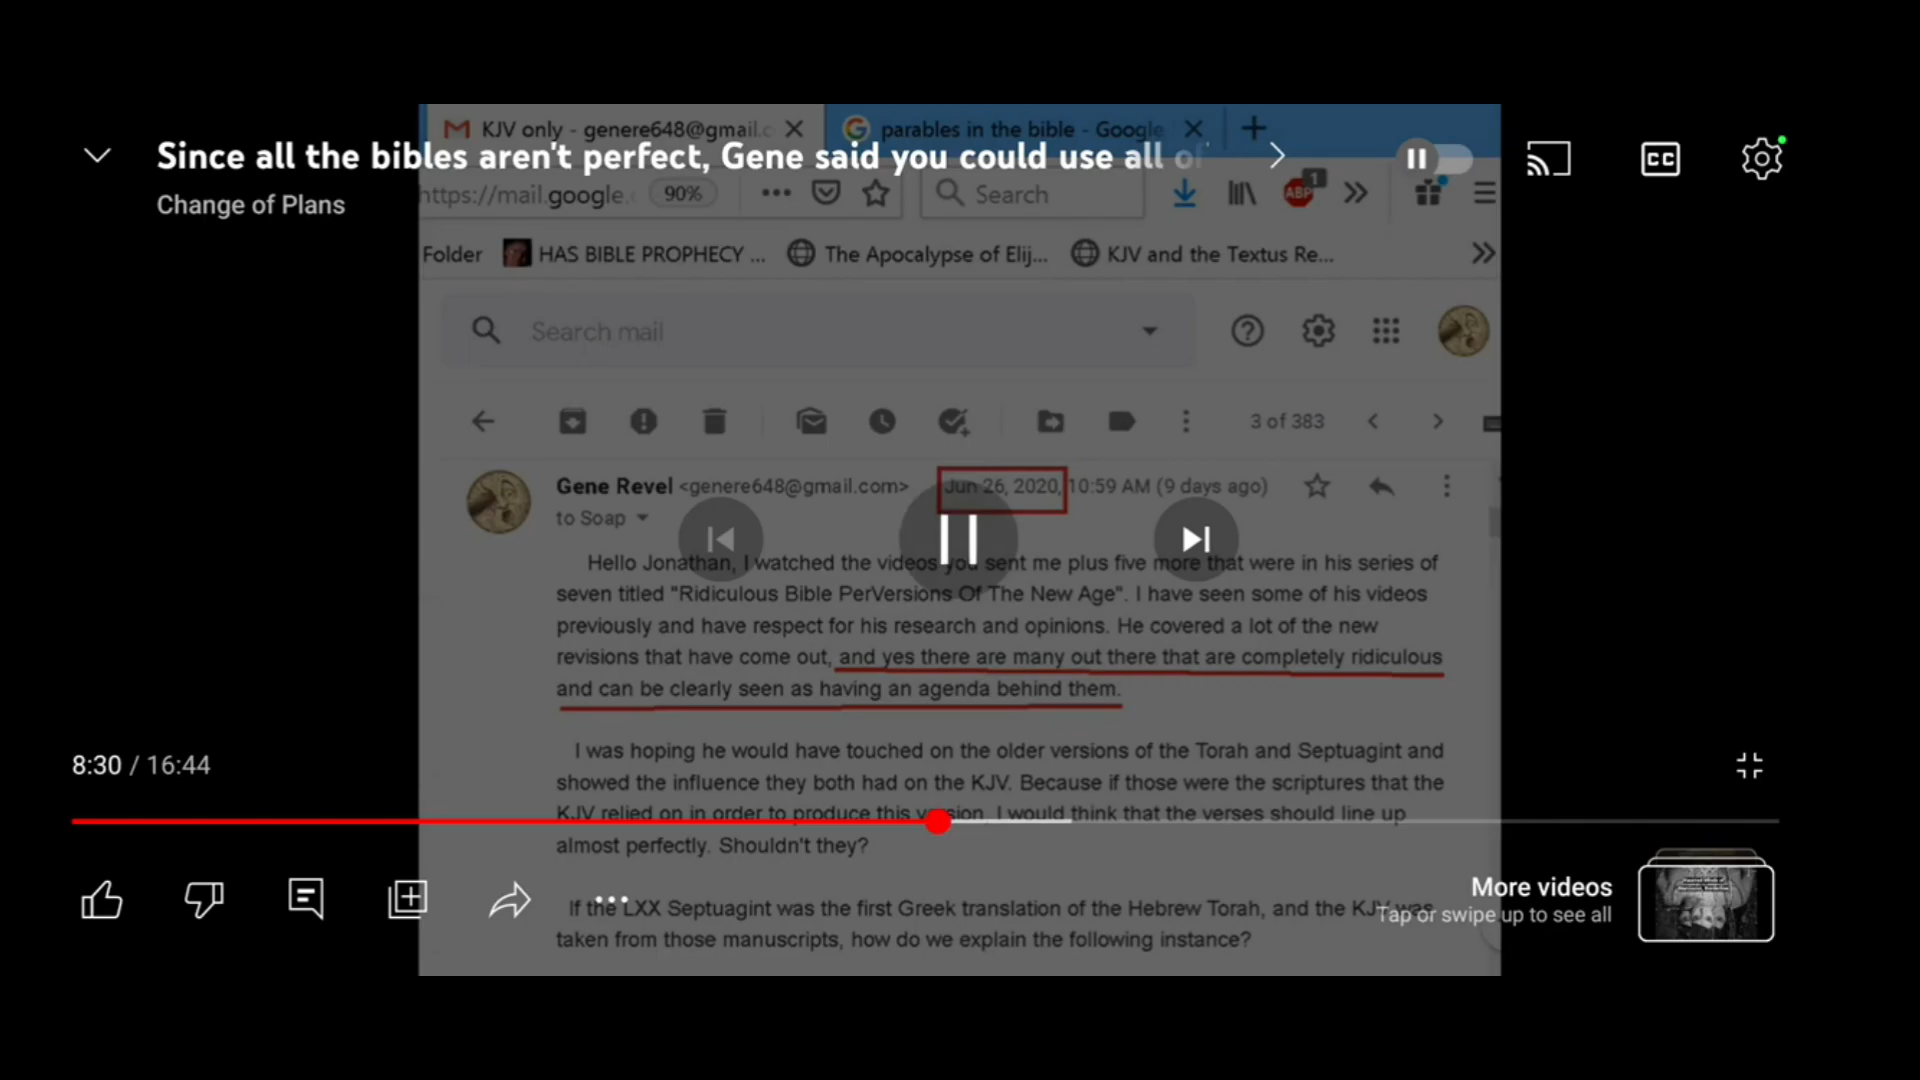 KJV only - genere648@gmail.c
parables in the bible - Google
Since all the bibles aren't perfect, Gene said you could use all of
Change of Plans
https://mail.google.
90%
Search
ABP
1
Folder
HAS BIBLE PROPHECY ...
The Apocalypse of Elij...
KJV and the Textus Re...
Search mail
3 of 383
Gene Revel <genere648@gmail.com>
Jun 26, 2020, 10:59 AM (9 days ago)
to Soap
Hello Jonathan, I watched the videos you sent me plus five more that were in his series of
seven titled "Ridiculous Bible PerVersions Of The New Age". I have seen some of his videos
previously and have respect for his research and opinions. He covered a lot of the new
revisions that have come out, and yes there are many out there that are completely ridiculous
and can be clearly seen as having an agenda behind them.
I was hoping he would have touched on the older versions of the Torah and Septuagint and
showed the influence they both had on the KJV. Because if those were the scriptures that the
KJV relied on in order to produce this version, I would think that the verses should line up
almost perfectly. Shouldn't they?
If the LXX Septuagint was the first Greek translation of the Hebrew Torah, and the KJV was
taken from those manuscripts, how do we explain the following instance?
8:30 / 16:44
More videos
Tap or swipe up to see all
CC